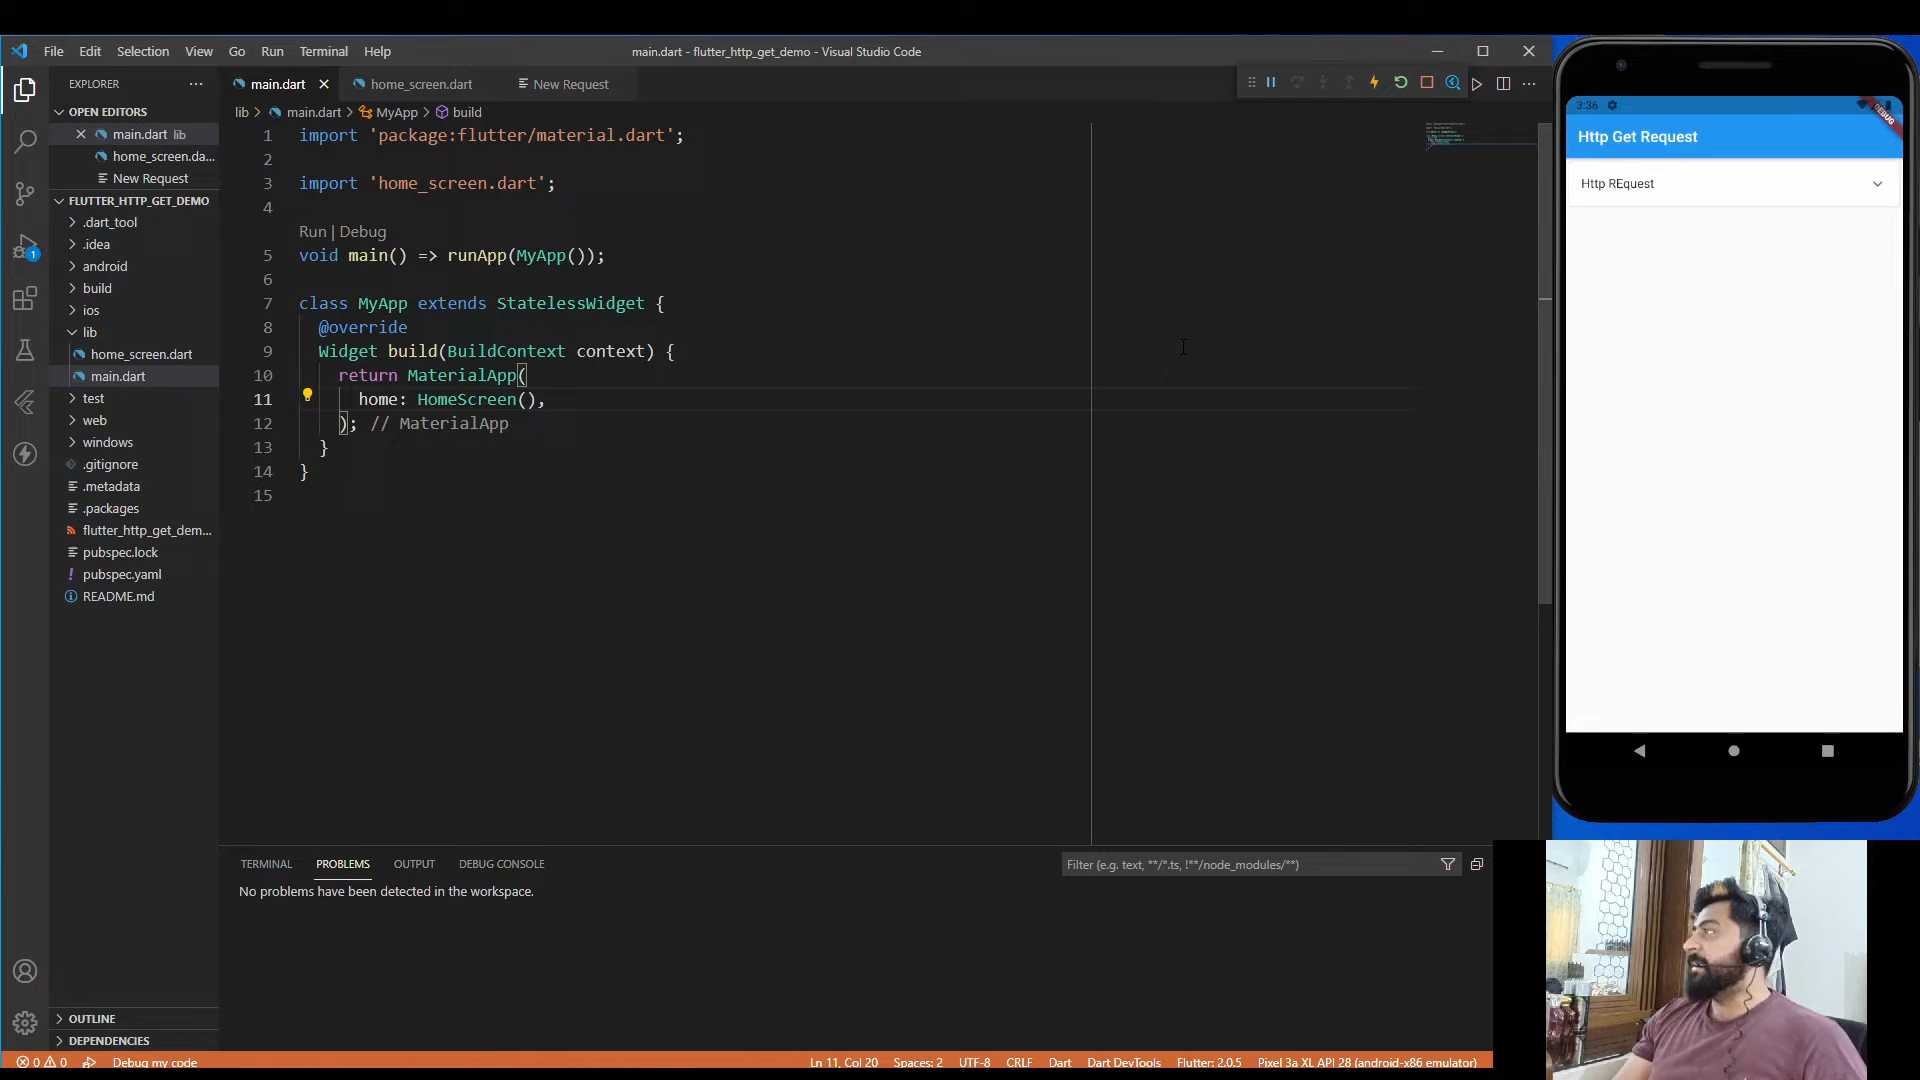 File Edit Selection View Go Run Terminal Help
main.dart - flutter_http_get_demo - Visual Studio Code
EXPLORER
OPEN EDITORS
main.dart lib
home_screen.da...
New Request
FLUTTER_HTTP_GET_DEMO
.dart_tool
.idea
android
build
ios
lib
home_screen.dart
main.dart
test
web
windows
.gitignore
.metadata
.packages
flutter_http_get_dem...
pubspec.lock
pubspec.yaml
README.md
OUTLINE
DEPENDENCIES
1
main.dart home_screen.dart New Request
lib > main.dart > MyApp > build
1 import 'package:flutter/material.dart';
2
3 import 'home_screen.dart';
4
Run | Debug
5 void main() => runApp(MyApp());
6
7 class MyApp extends StatelessWidget {
8 @override
9 Widget build(BuildContext context) {
10 return MaterialApp(
11 home: HomeScreen(),
12 ); // MaterialApp
13 }
14 }
15
TERMINAL PROBLEMS OUTPUT DEBUG CONSOLE
Filter (e.g. text, **/*.ts, !**/node_modules/**)
No problems have been detected in the workspace.
0 0 Debug my code Ln 11, Col 20 Spaces: 2 UTF-8 CRLF Dart Dart DevTools Flutter: 2.0.5 Pixel 3a XL API 28 (android-x86 emulator)
3:36
DEBUG
Http Get Request
Http REquest